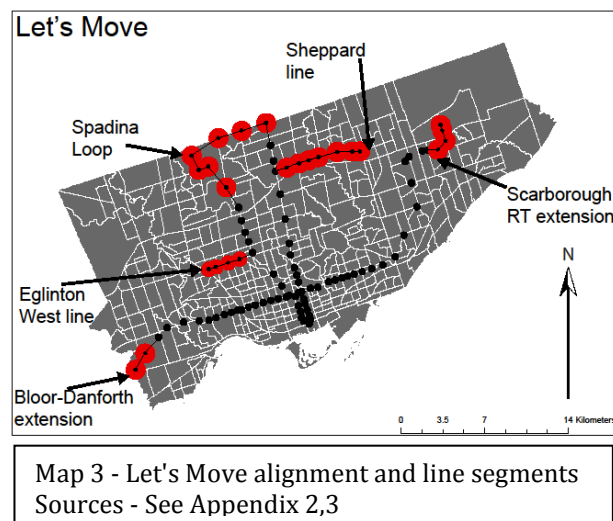 Let's Move
Sheppard
line
Spadina
Loop
Scarborough
RT extension
N
Eglinton
West line
Bloor-Danforth
extension
0 3.5 7 14 Kilometers
Map 3 - Let's Move alignment and line segments
Sources - See Appendix 2,3